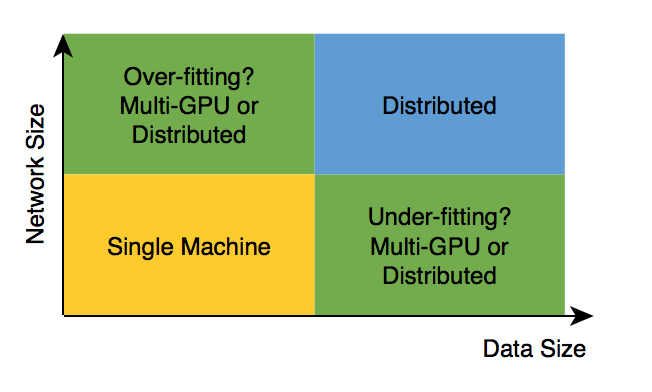 Network Size
Over-fitting?
Multi-GPU or
Distributed
Distributed
Single Machine
Under-fitting?
Multi-GPU or
Distributed
Data Size